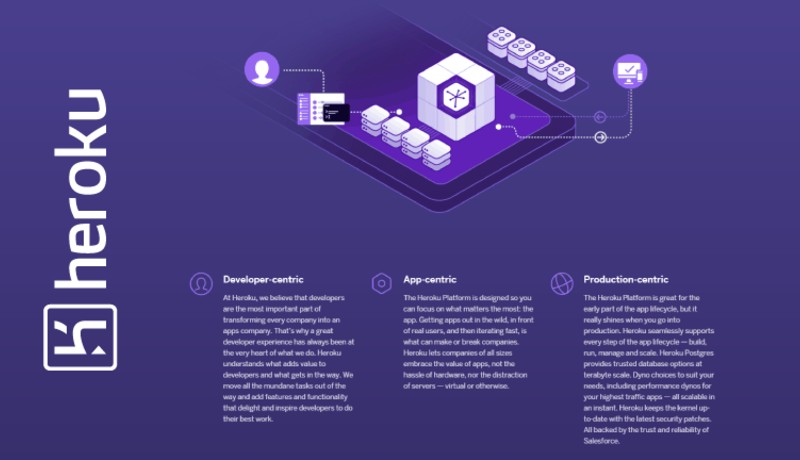 heroku
Developer-centric
At Heroku, we believe that developers
are the most important part of
transforming every company into an
apps company. That's why a great
developer experience has always been at
the very heart of what we do. Heroku
understands what adds value to
developers and what gets in the way. We
move all the mundane tasks out of the
way and add features and functionality
that delight and inspire developers to do
their best work.
App-centric
The Heroku Platform is designed so you
can focus on what matters the most: the
app. Getting apps out in the wild, in front
of real users, and then iterating fast, is
what can make or break companies.
Heroku lets companies of all sizes
embrace the value of apps, not the
hassle of hardware, nor the distraction
of servers — virtual or otherwise.
Production-centric
The Heroku Platform is great for the
early part of the app lifecycle, but it
really shines when you go into
production. Heroku seamlessly supports
every step of the app lifecycle — build,
run, manage and scale. Heroku Postgres
provides trusted database options at
terabyte scale. Dyno choices to suit your
needs, including performance dynos for
your highest traffic apps — all scalable in
an instant. Heroku keeps the kernel up-
to-date with the latest security patches.
All backed by the trust and reliability of
Salesforce.